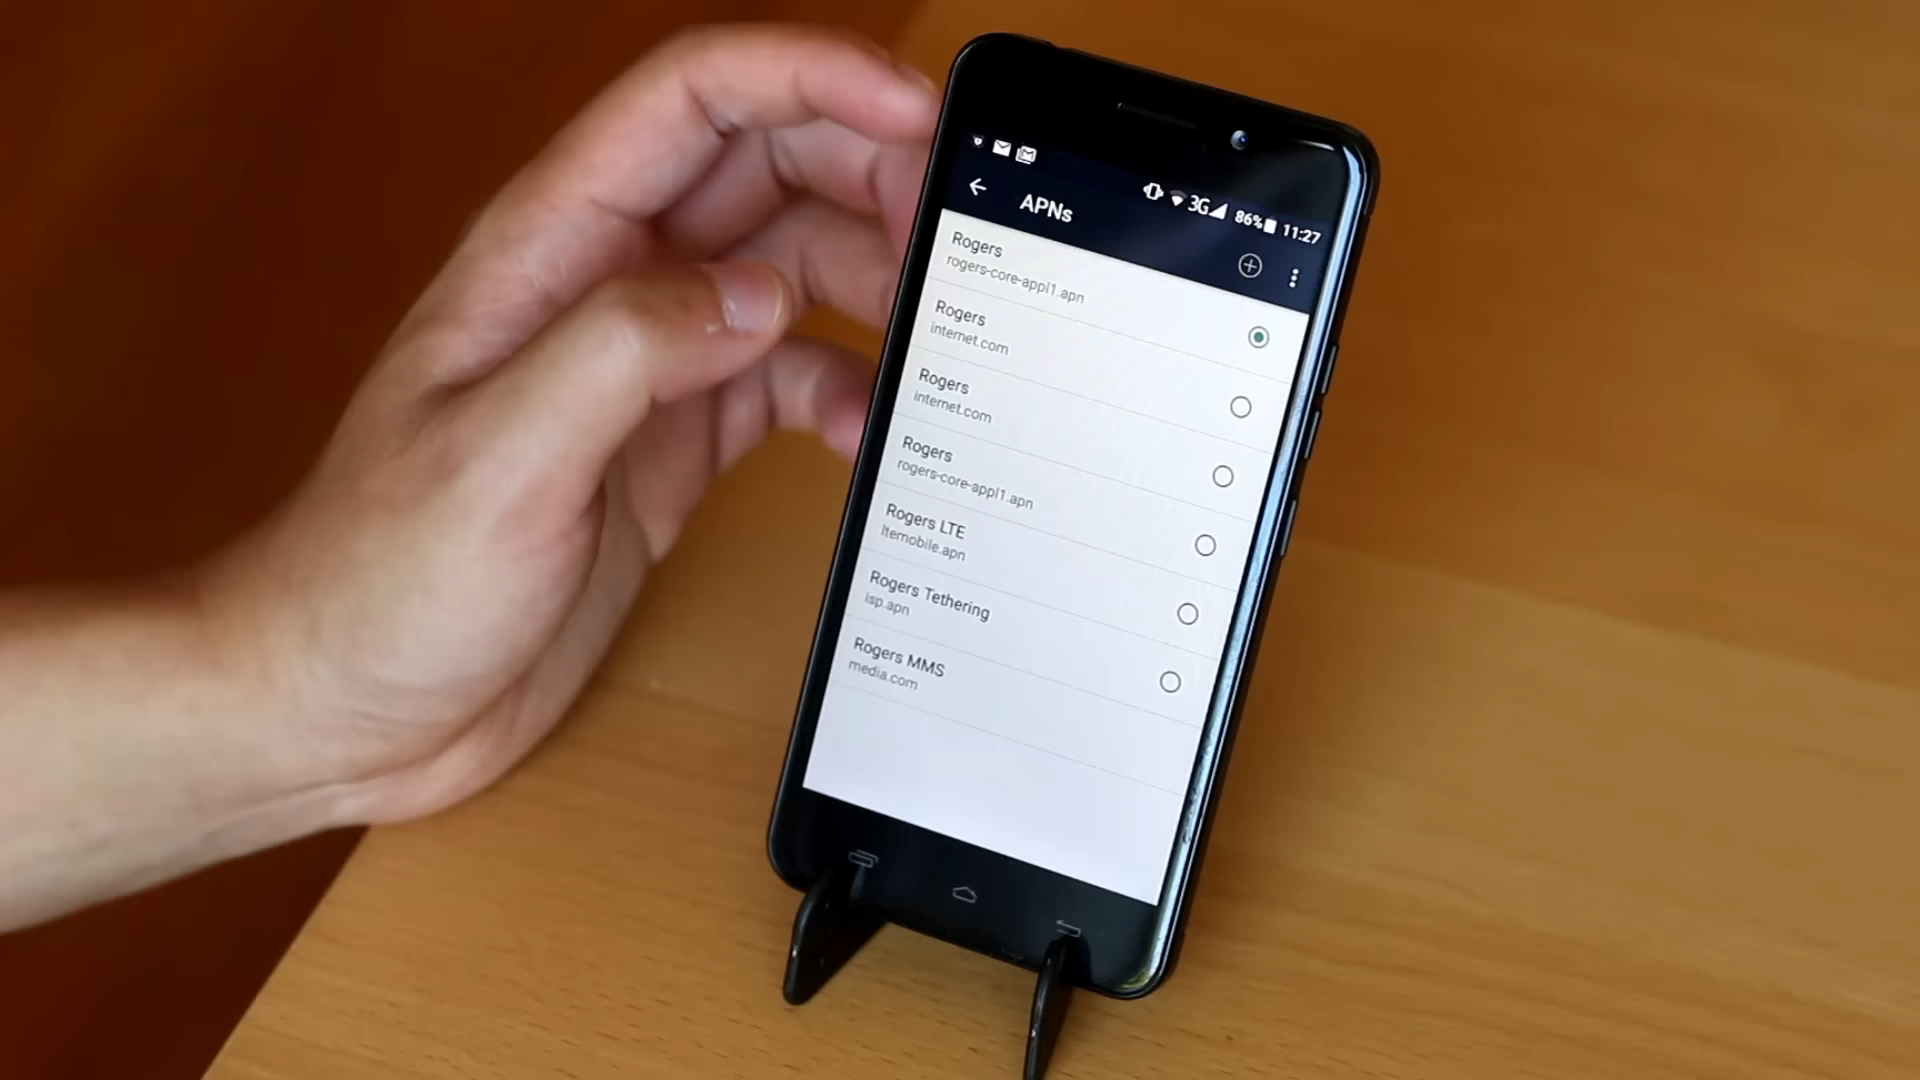 3G 86% 11:27
APNs
Rogers
rogers-core-appl1.apn
Rogers
internet.com
Rogers
internet.com
Rogers
rogers-core-appl1.apn
Rogers LTE
ltemobile.apn
Rogers Tethering
isp.apn
Rogers MMS
media.com